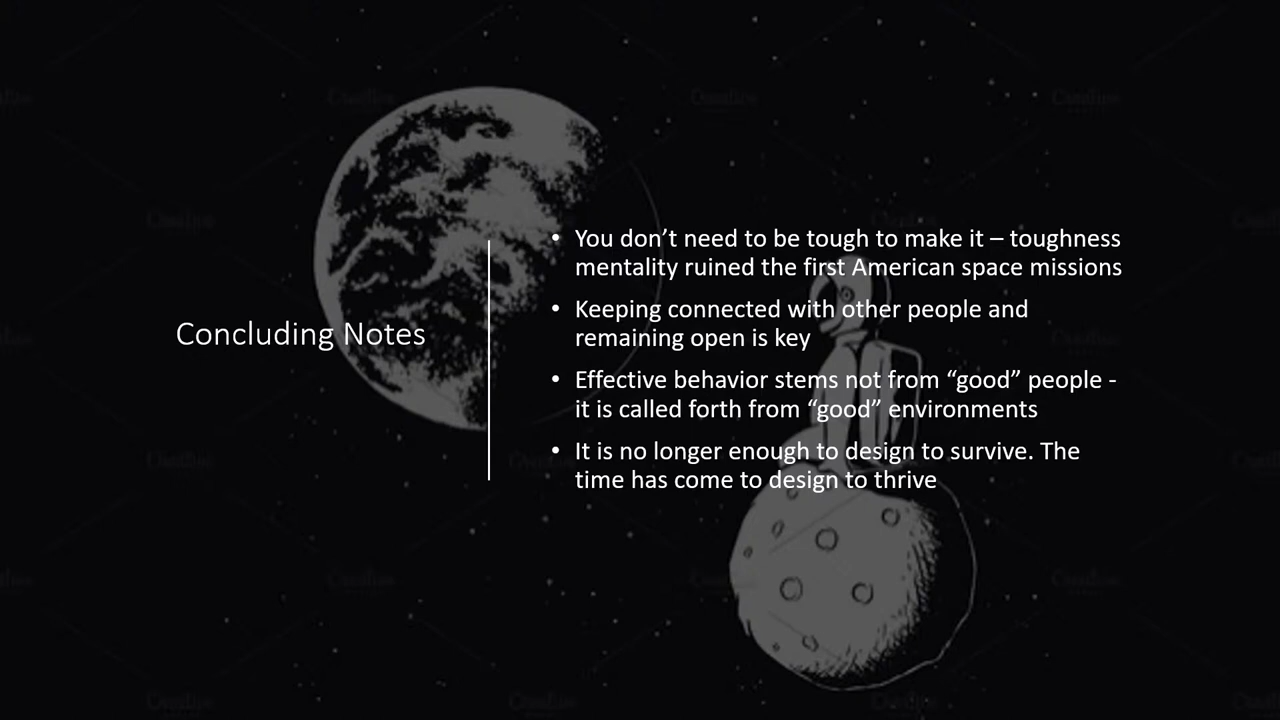 Concluding Notes
• You don’t need to be tough to make it – toughness
mentality ruined the first American space missions
• Keeping connected with other people and
remaining open is key
• Effective behavior stems not from “good” people -
it is called forth from “good” environments
• It is no longer enough to design to survive. The
time has come to design to thrive